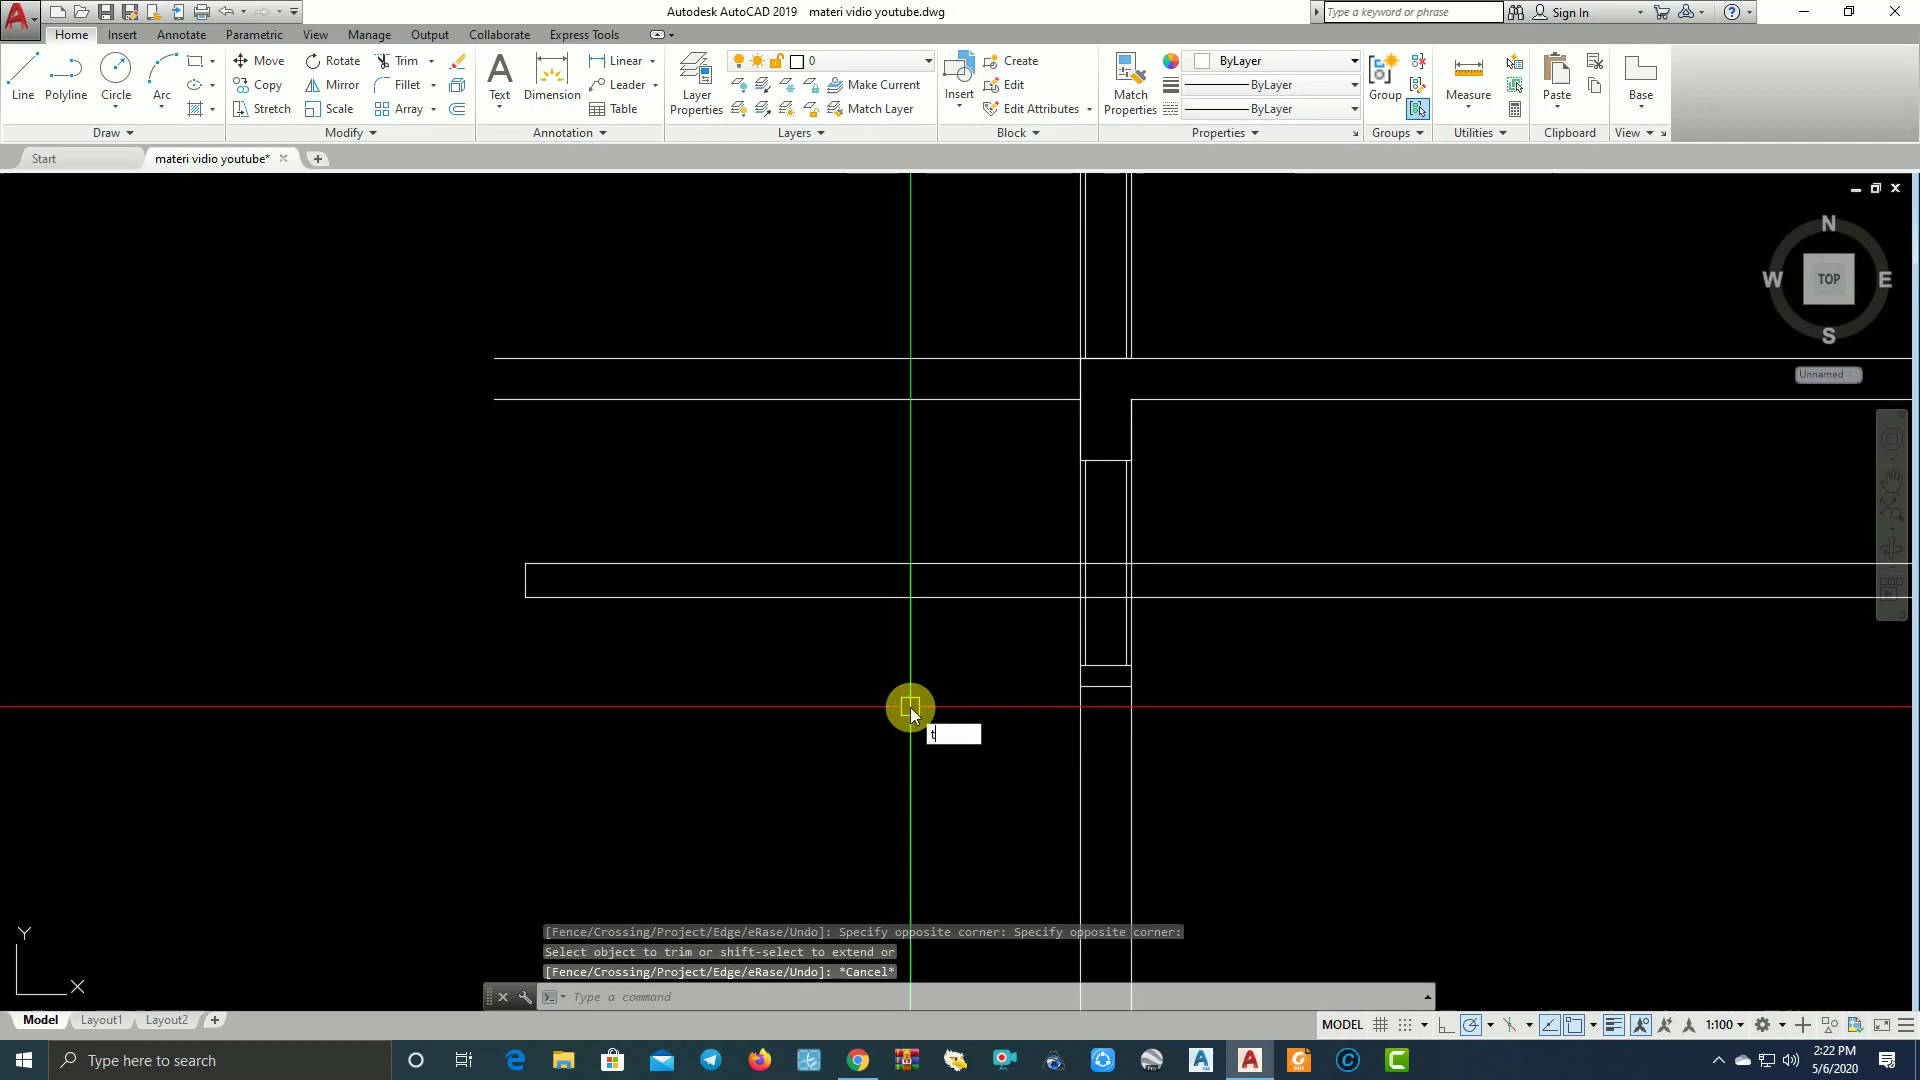 Autodesk AutoCAD 2019 materi vidio youtube.dwg
Type a keyword or phrase
Sign In
Home Insert Annotate Parametric View Manage Output Collaborate Express Tools
Line Polyline Circle Arc
Move Rotate Trim
Copy Mirror Fillet
Stretch Scale Array
Text Dimension
Linear
Leader
Table
Layer
Properties
0
Make Current
Match Layer
Insert
Create
Edit
Edit Attributes
Match
Properties
ByLayer
ByLayer
ByLayer
Group
Measure
Paste
Base
Draw Modify Annotation Layers Block Properties Groups Utilities Clipboard View
Start materi vidio youtube*
N
W TOP E
S
Unnamed
t
Y
X
[Fence/Crossing/Project/Edge/eRase/Undo]: Specify opposite corner: Specify opposite corner:
Select object to trim or shift-select to extend or
[Fence/Crossing/Project/Edge/eRase/Undo]: *Cancel*
Type a command
Model Layout1 Layout2
MODEL 1:100
Type here to search
2:22 PM
5/6/2020